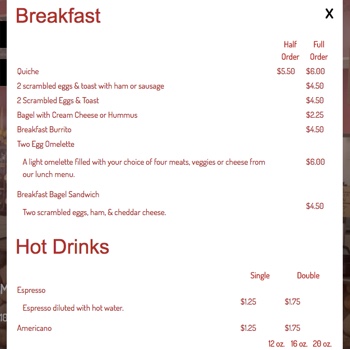 Breakfast
X
Half Full
Order Order
Quiche $5.50 $6.00
2 scrambled eggs & toast with ham or sausage $4.50
2 Scrambled Eggs & Toast $4.50
Bagel with Cream Cheese or Hummus $2.25
Breakfast Burrito $4.50
Two Egg Omelette
A light omelette filled with your choice of four meats, veggies or cheese from $6.00
our lunch menu.
Breakfast Bagel Sandwich
Two scrambled eggs, ham, & cheddar cheese. $4.50
Hot Drinks
Single Double
Espresso
Espresso diluted with hot water. $1.25 $1.75
Americano $1.25 $1.75
12 oz. 16 oz. 20 oz.